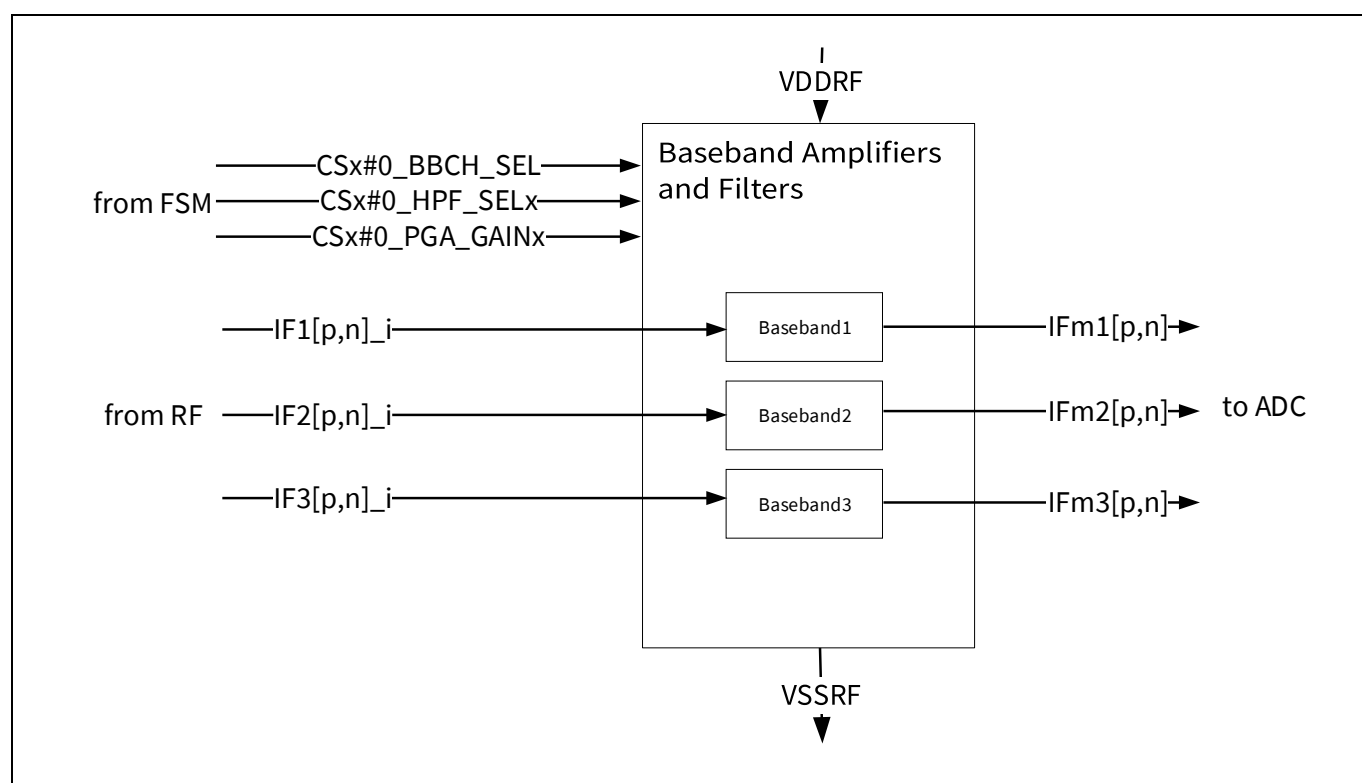 VDDRF
Baseband Amplifiers
and Filters
CSx#0_BBCH_SEL
from FSM
CSx#0_HPF_SELx
CSx#0_PGA_GAINx
IF1[p,n]_i
Baseband1
IFm1[p,n]
from RF
IF2[p,n]_i
Baseband2
IFm2[p,n]
to ADC
IF3[p,n]_i
Baseband3
IFm3[p,n]
VSSRF